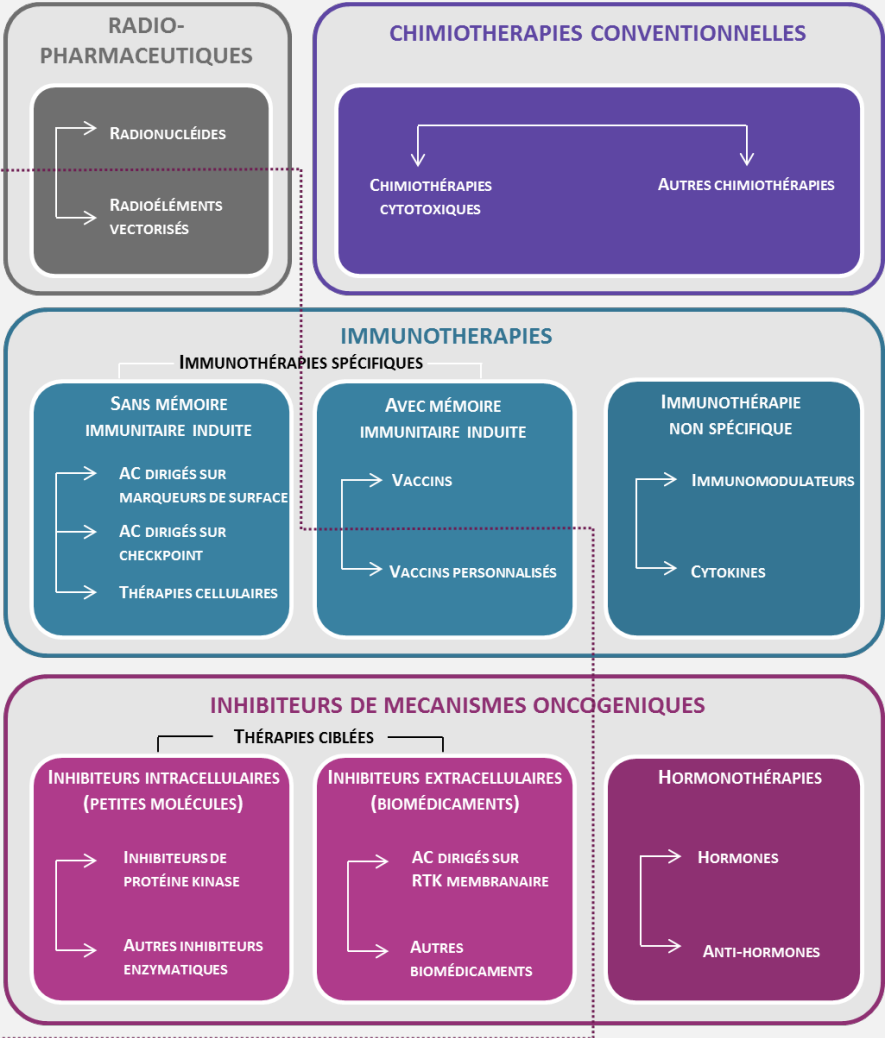 RADIO-
PHARMACEUTIQUES
RADIONUCLÉIDES
RADIOÉLÉMENTS
VECTORISÉS
CHIMIOTHERAPIES CONVENTIONNELLES
CHIMIOTHÉRAPIES
CYTOTOXIQUES
AUTRES CHIMIOTHÉRAPIES
IMMUNOTHERAPIES
IMMUNOTHÉRAPIES SPÉCIFIQUES
SANS MÉMOIRE
IMMUNITAIRE INDUITE
AC DIRIGÉS SUR
MARQUEURS DE SURFACE
AC DIRIGÉS SUR
CHECKPOINT
THÉRAPIES CELLULAIRES
AVEC MÉMOIRE
IMMUNITAIRE INDUITE
VACCINS
VACCINS PERSONNALISÉS
IMMUNOTHÉRAPIE
NON SPÉCIFIQUE
IMMUNOMODULATEURS
CYTOKINES
INHIBITEURS DE MECANISMES ONCOGENIQUES
THÉRAPIES CIBLÉES
INHIBITEURS INTRACELLULAIRES
(PETITES MOLÉCULES)
INHIBITEURS DE
PROTÉINE KINASE
AUTRES INHIBITEURS
ENZYMATIQUES
INHIBITEURS EXTRACELLULAIRES
(BIOMÉDICAMENTS)
AC DIRIGÉS SUR
RTK MEMBRANAIRE
AUTRES
BIOMÉDICAMENTS
HORMONOTHÉRAPIES
HORMONES
ANTI-HORMONES